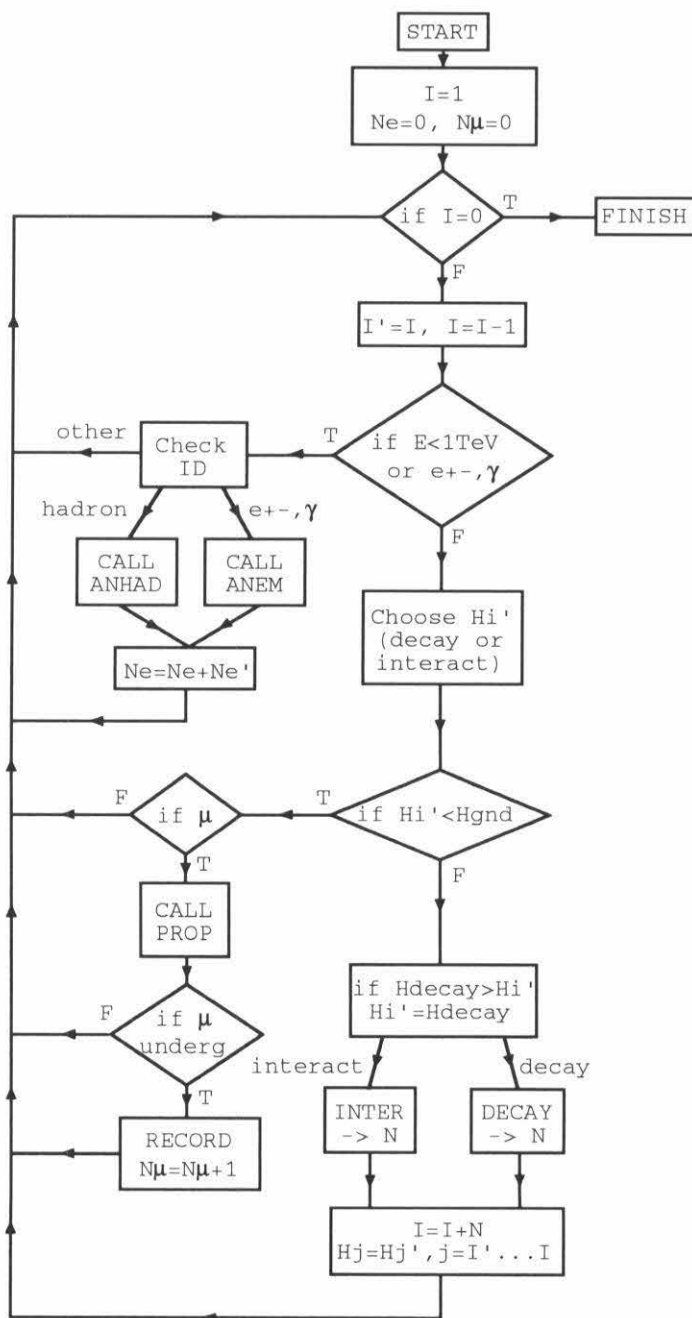 START
I=1
Ne=0, Nμ=0
if I=0
T
FINISH
F
I'=I, I=I-1
if E<1TeV
or e+-,γ
T
other
Check
ID
hadron
e+-,γ
F
CALL
ANHAD
CALL
ANEM
Choose Hi'
(decay or
interact)
Ne=Ne+Ne'
if Hi'<Hgnd
T
if μ
F
T
F
CALL
PROP
if Hdecay>Hi'
Hi'=Hdecay
if μ
underg
F
T
interact
decay
INTER
-> N
DECAY
-> N
RECORD
Nμ=Nμ+1
I=I+N
Hj=Hj',j=I'...I